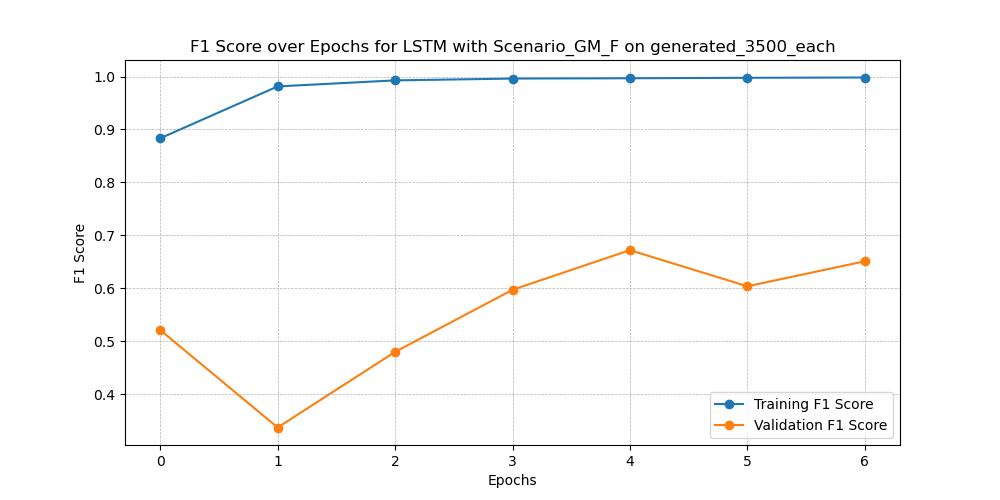 F1 Score over Epochs for LSTM with Scenario_GM_F on generated_3500_each
F1 Score
1.0
0.9
0.8
0.7
0.6
0.5
0.4
Training F1 Score
Validation F1 Score
0 1 2 3 4 5 6
Epochs